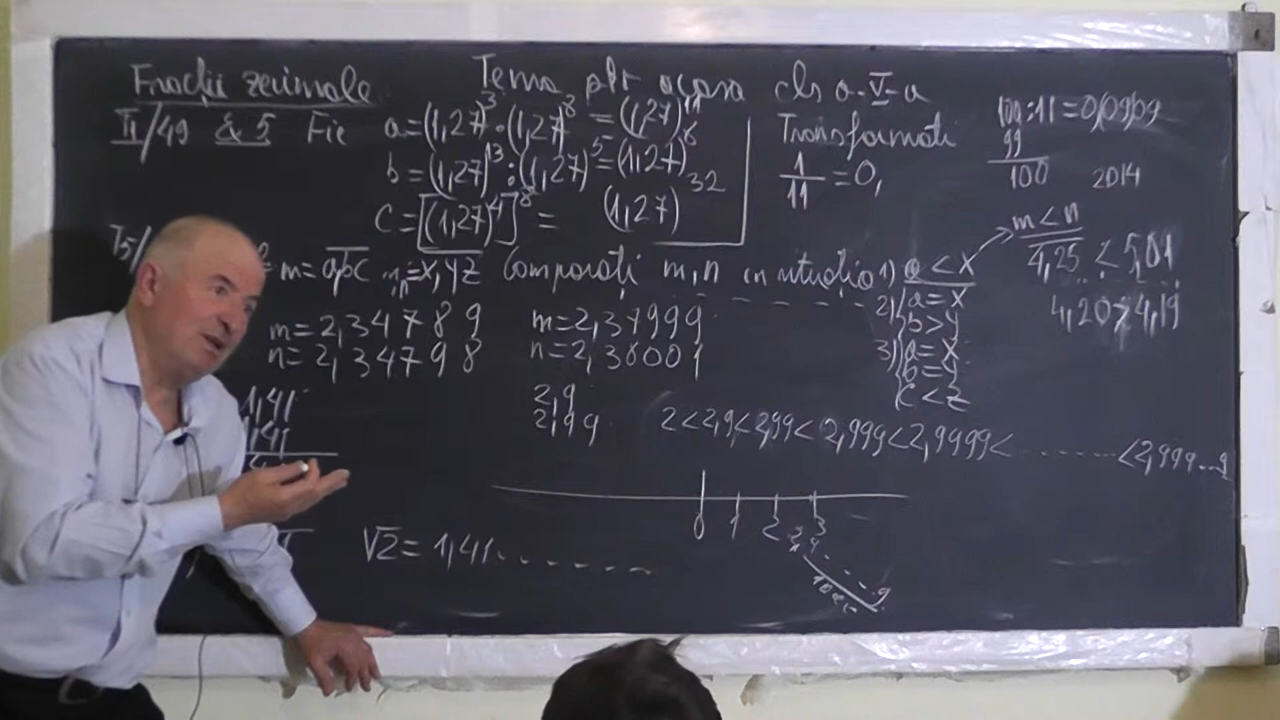 Fracții zecimale Tema ptr acasa cls a-V-a
T1/49 & 5 Fie a=(1,27)³·(1,27)⁸=(1,27)¹¹
b=(1,27)¹³:(1,27)⁵=(1,27)⁸
c=[(1,27)⁴]⁸= (1,27)³²
Transformati
1/11=0,
100:11=0,0909
99
100 2014
T5/ m=a,bc n=x,yz Comparați m,n in situatia 1) a<x
2) a=x
b>y
3) a=x
b=y
c<z
m<n
4,25<5,01
4,20>4,19
m=2,34789
n=2,34798
m=2,37999
n=2,38001
1,41
1,41
2,9
2,99
2<2,9<2,99<2,999<2,9999<.......<2,999...9
0 1 2 3
√2=1,41.......